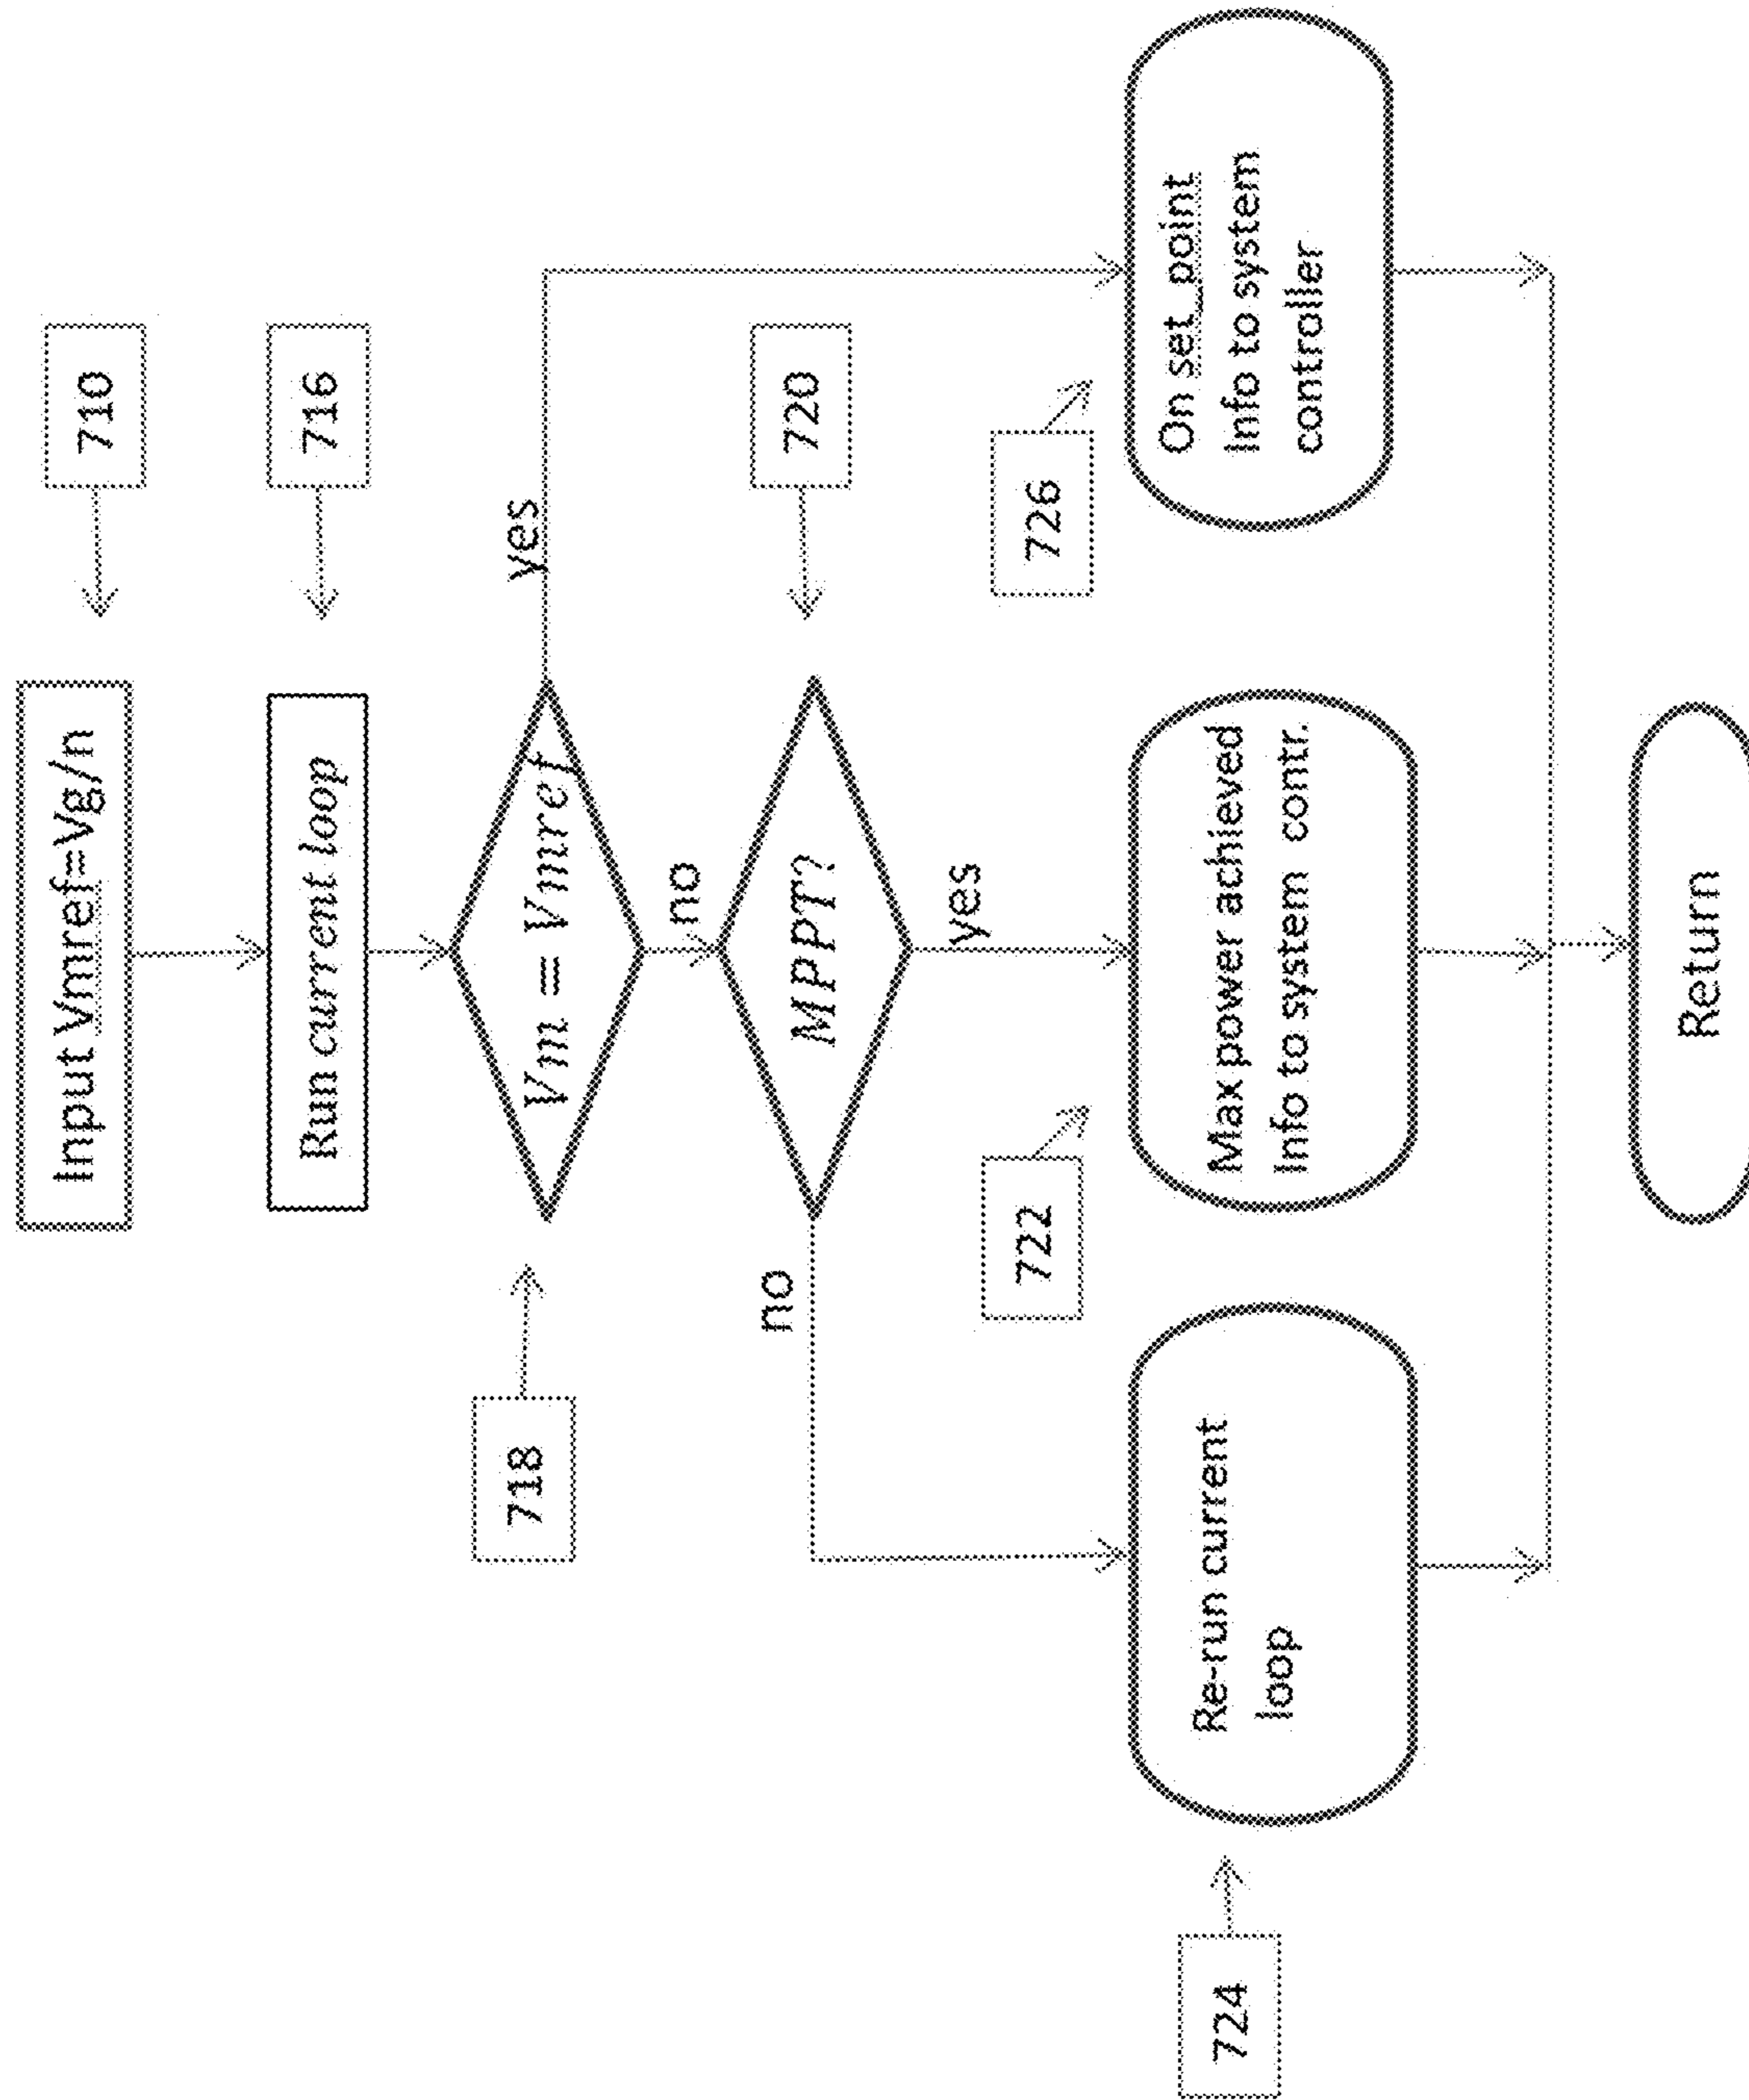 Input Vmref=Vg/n
710
Run current loop
716
718
Vm = Vmref
yes
no
MPPT?
720
no
yes
724
722
726
Re-run current
loop
Max power achieved
Info to system contr.
On set_point
Info to system
controller
Return